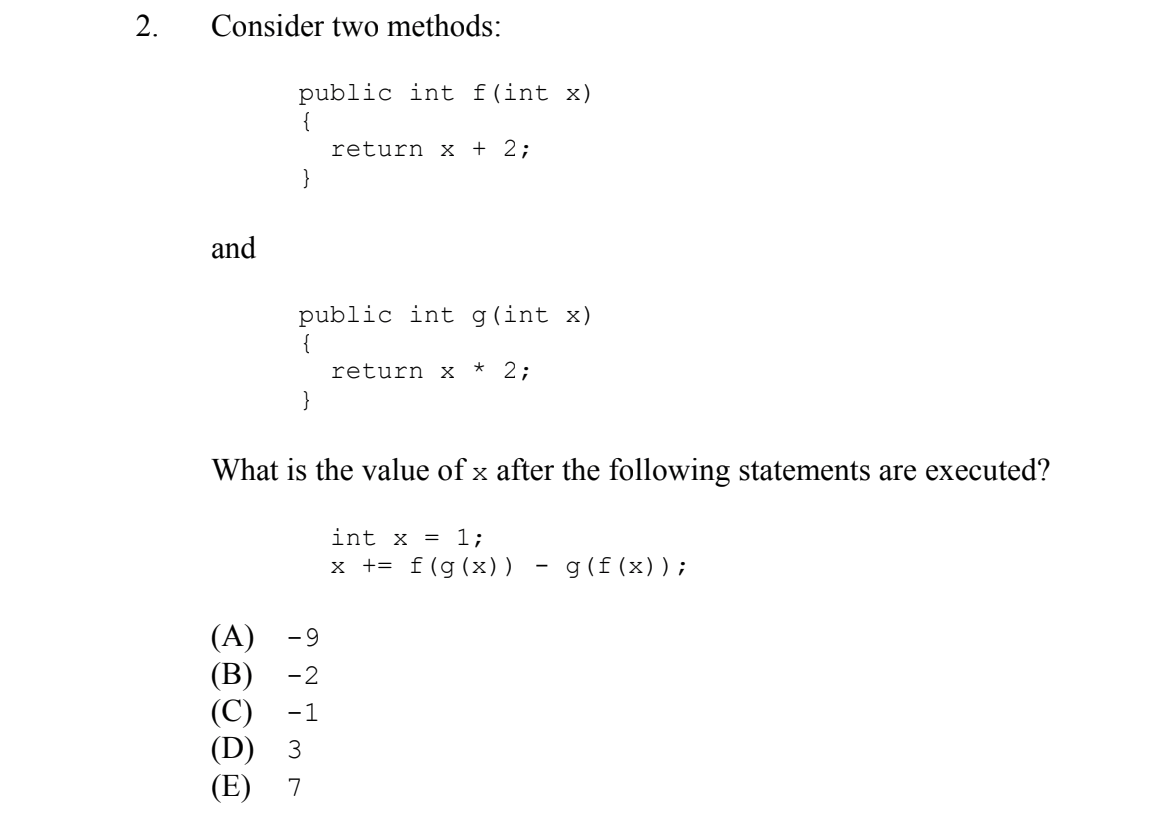 2. Consider two methods:
public int f(int x)
{
return x + 2;
}
and
public int g(int x)
{
return x * 2;
}
What is the value of x after the following statements are executed?
int x = 1;
x += f(g(x)) - g(f(x));
(A) -9
(B) -2
(C) -1
(D) 3
(E) 7